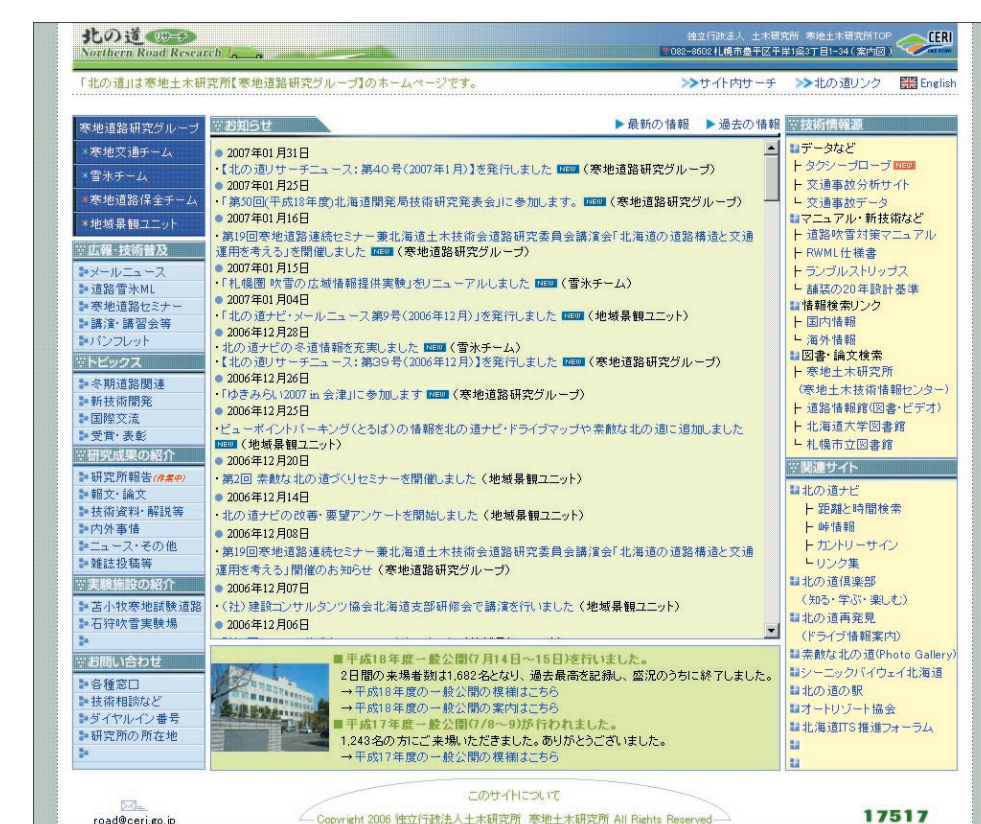 北の道 リサーチ
Northern Road Research
独立行政法人 土木研究所 寒地土木研究所TOP
〒082-8602 札幌市豊平区平岸1条3丁目1-34(案内図)
CERI
「北の道」は寒地土木研究所【寒地道路研究グループ】のホームページです。
>>サイト内サーチ >>北の道リンク English
寒地道路研究グループ
*寒地交通チーム
*雪氷チーム
*寒地道路保全チーム
*地域景観ユニット
広報・技術普及
メールニュース
道路雪氷ML
寒地道路セミナー
講演・講習会等
パンフレット
トピックス
冬期道路関連
新技術開発
国際交流
受賞・表彰
研究成果の紹介
研究所報告(作業中)
報文・論文
技術資料・解説等
内外事情
ニュース・その他
雑誌投稿等
実験施設の紹介
苫小牧寒地試験道路
石狩吹雪実験場
お問い合わせ
各種窓口
技術相談など
ダイヤルイン番号
研究所の所在地
お知らせ ▶最新の情報 ▶過去の情報
● 2007年01月31日
・【北の道リサーチニュース:第40号(2007年1月)】を発行しました NEW (寒地道路研究グループ)
● 2007年01月25日
・「第50回(平成18年度)北海道開発局技術研究発表会」に参加します。 NEW (寒地道路研究グループ)
● 2007年01月16日
・第19回寒地道路連続セミナー兼北海道土木技術会道路研究委員会講演会「北海道の道路構造と交通
運用を考える」を開催しました NEW (寒地道路研究グループ)
● 2007年01月15日
・「札幌圏 吹雪の広域情報提供実験」をリニューアルしました NEW (雪氷チーム)
● 2007年01月04日
・「北の道ナビ・メールニュース第9号(2006年12月)」を発行しました NEW (地域景観ユニット)
● 2006年12月28日
・北の道ナビの冬道情報を充実しました NEW (雪氷チーム)
・【北の道リサーチニュース:第39号(2006年12月)】を発行しました NEW (寒地道路研究グループ)
● 2006年12月26日
・「ゆきみらい2007 in 会津」に参加します NEW (寒地道路研究グループ)
● 2006年12月25日
・ビューポイントパーキング(とるぱ)の情報を北の道ナビ・ドライブマップや素敵な北の道に追加しました
NEW (地域景観ユニット)
● 2006年12月20日
・第2回 素敵な北の道づくりセミナーを開催しました (地域景観ユニット)
● 2006年12月14日
・北の道ナビの改善・要望アンケートを開始しました (地域景観ユニット)
● 2006年12月08日
・第19回寒地道路連続セミナー兼北海道土木技術会道路研究委員会講演会「北海道の道路構造と交通
運用を考える」開催のお知らせ (寒地道路研究グループ)
● 2006年12月07日
・(社)建設コンサルタンツ協会北海道支部研修会で講演を行いました (地域景観ユニット)
● 2006年12月06日
■平成18年度一般公開(7月14日~15日)を行いました。
2日間の来場者数は1,682名となり、過去最高を記録し、盛況のうちに終了しました。
→平成18年度の一般公開の模様はこちら
→平成18年度の一般公開の案内はこちら
■平成17年度一般公開(7/8~9)が行われました。
1,243名の方にご来場いただきました。ありがとうございました。
→平成17年度の一般公開の模様はこちら
技術情報源
データなど
├ タクシープローブ NEW
├ 交通事故分析サイト
└ 交通事故データ
マニュアル・新技術など
├ 道路吹雪対策マニュアル
├ RWML仕様書
├ ランブルストリップス
└ 舗装の20年設計基準
情報検索リンク
├ 国内情報
└ 海外情報
図書・論文検索
├ 寒地土木研究所
(寒地土木技術情報センター)
├ 道路情報館(図書・ビデオ)
├ 北海道大学図書館
└ 札幌市立図書館
関連サイト
北の道ナビ
├ 距離と時間検索
├ 峠情報
├ カントリーサイン
└ リンク集
北の道倶楽部
(知る・学ぶ・楽しむ)
北の道再発見
(ドライブ情報案内)
素敵な北の道(Photo Gallery)
シーニックバイウェイ北海道
北の道の駅
オートリゾート協会
北海道ITS推進フォーラム
このサイトについて
road@ceri.go.jp
Copyright 2006 独立行政法人土木研究所 寒地土木研究所 All Rights Reserved
17517